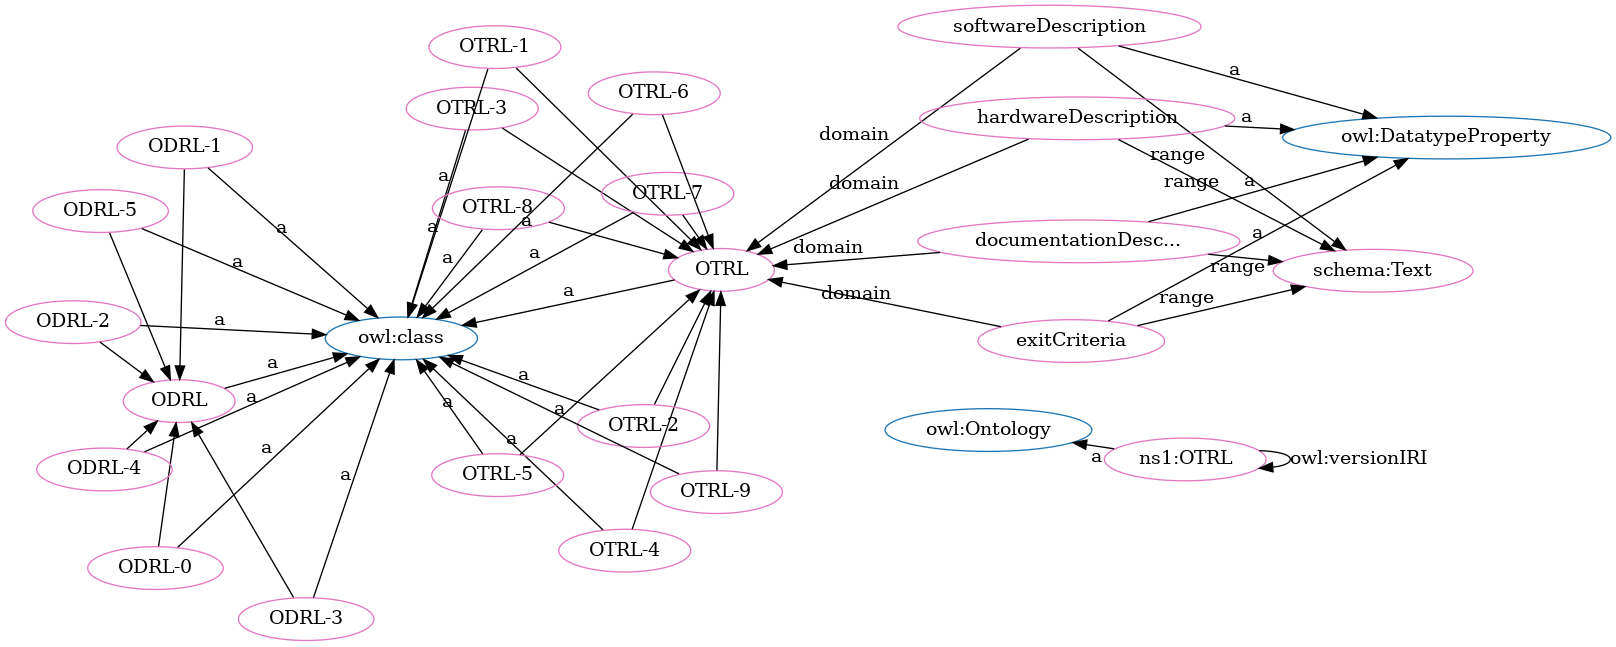 softwareDescription
OTRL-1
a
OTRL-6
OTRL-3
hardwareDescription
a
domain
owl:DatatypeProperty
ODRL-1
range
a
domain
range
a
OTRL-7
OTRL-8
ODRL-5
a
a
a
a
domain
documentationDesc...
a
a
a
a
OTRL
range
schema:Text
a
domain
range
ODRL-2
a
owl:class
exitCriteria
a
a
ODRL
a
a
a
OTRL-2
owl:Ontology
a
a
a
ns1:OTRL
owl:versionIRI
ODRL-4
a
OTRL-5
OTRL-9
OTRL-4
ODRL-0
ODRL-3